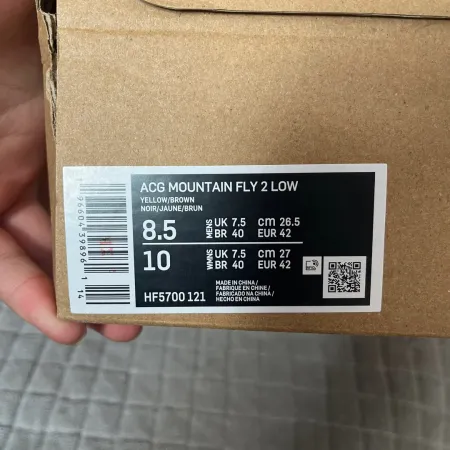 ACG MOUNTAIN FLY 2 LOW
YELLOW/BROWN
NOIR/JAUNE/BRUN
8.5 MENS UK 7.5 cm 26.5
BR 40 EUR 42
10 WMNS UK 7.5 cm 27
BR 40 EUR 42
HF5700 121
MADE IN CHINA /
FABRIQUE EN CHINE /
FABRICADO NA CHINA /
HECHO EN CHINA